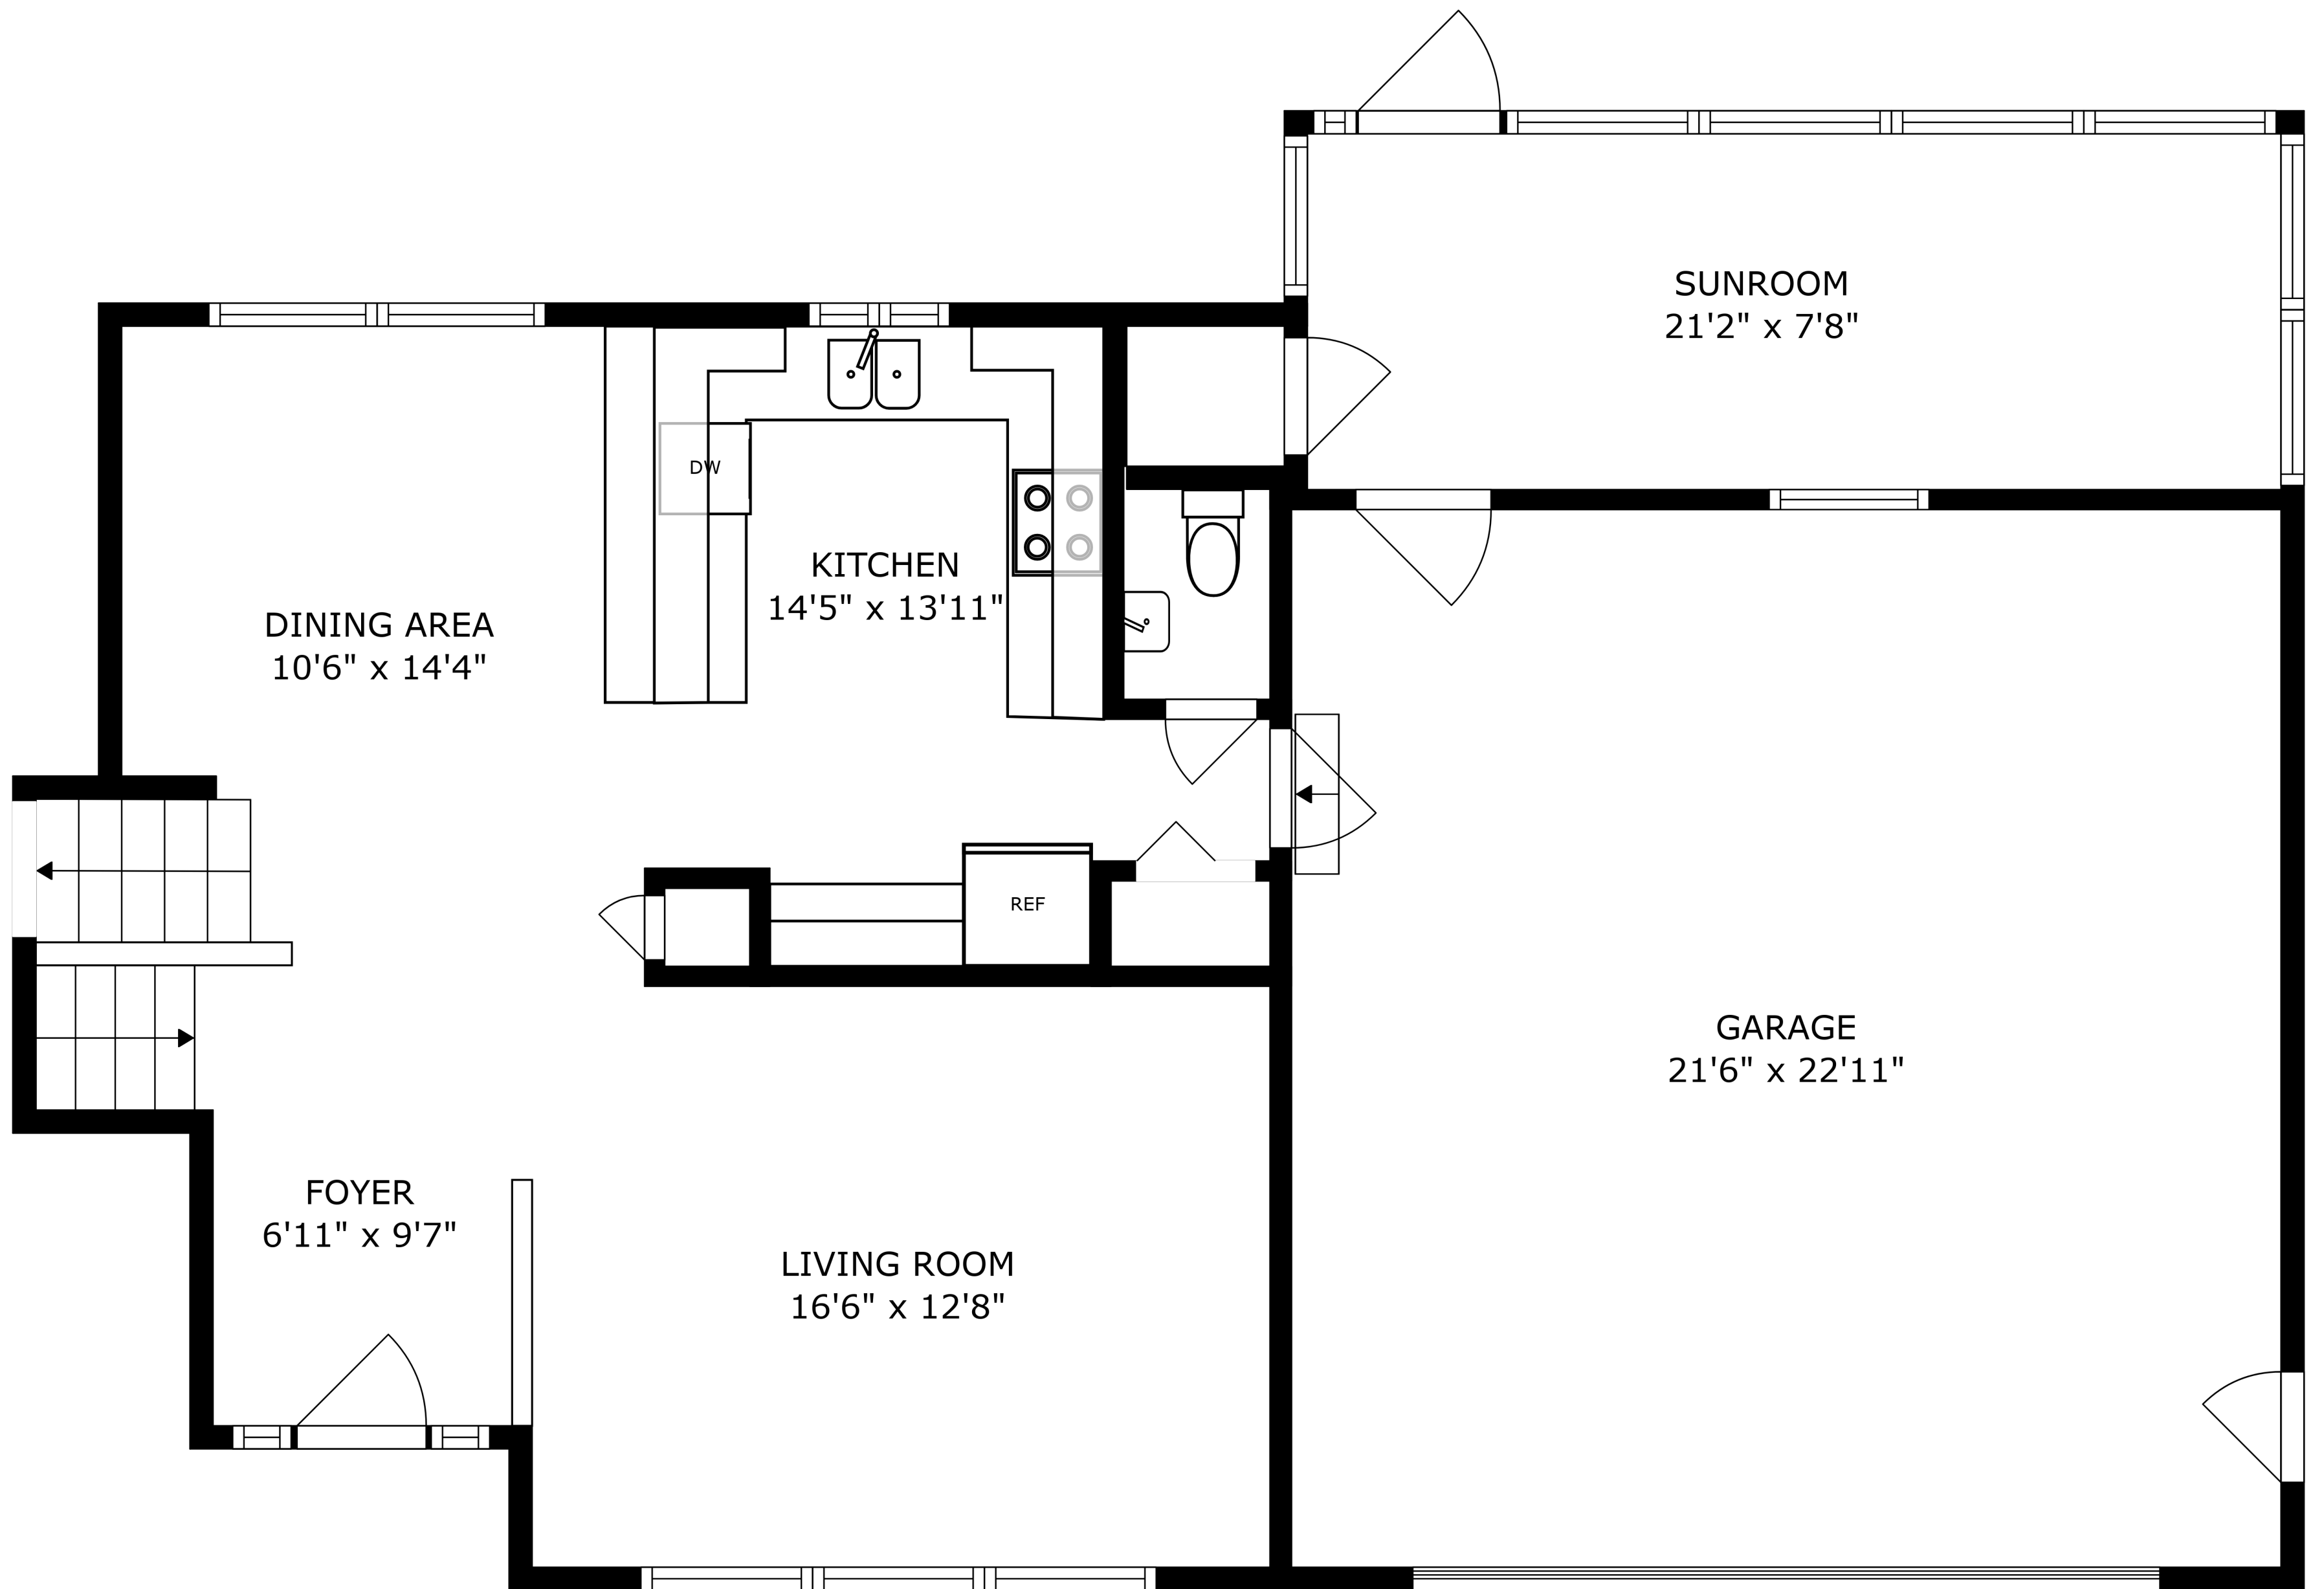 SUNROOM
21'2" x 7'8"
DW
KITCHEN
14'5" x 13'11"
DINING AREA
10'6" x 14'4"
REF
GARAGE
21'6" x 22'11"
FOYER
6'11" x 9'7"
LIVING ROOM
16'6" x 12'8"